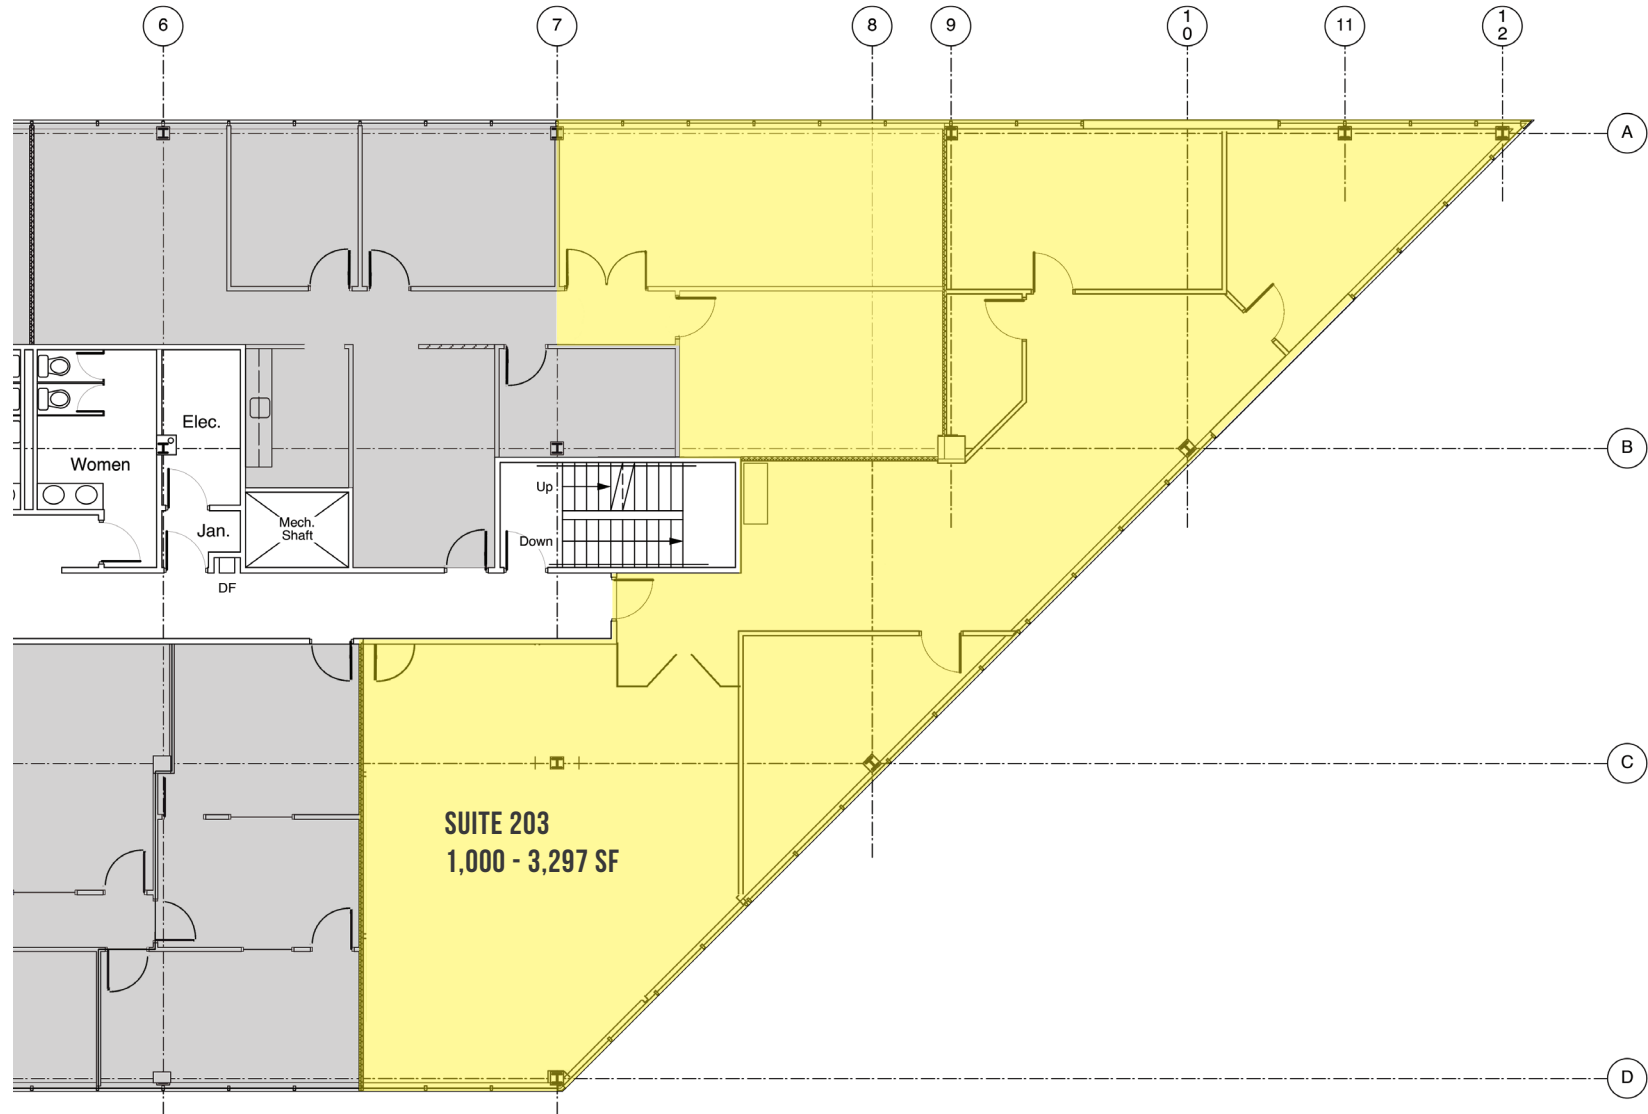 6
7
8
9
1
0
11
1
2
A
Elec.
Women
B
Up
Mech.
Shaft
Jan.
Down
DF
C
SUITE 203
1,000 - 3,297 SF
D